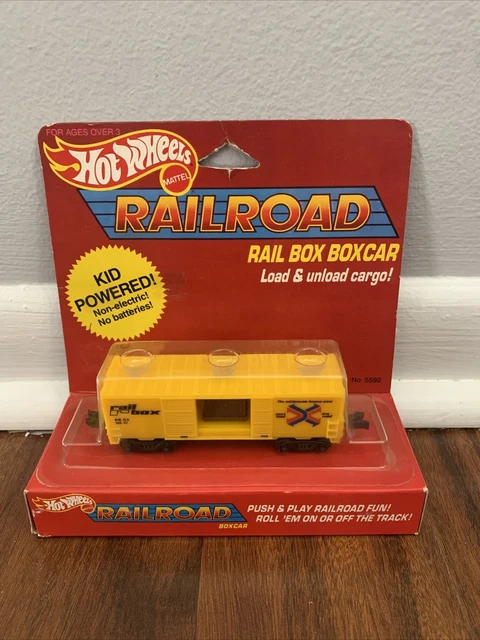 FOR AGES OVER 3
HOT WHEELS
MATTEL
RAILROAD
RAIL BOX BOXCAR
Load & unload cargo!
KID
POWERED!
Non-electric!
No batteries!
No. 5592
rail
box
HOT WHEELS
RAILROAD
BOXCAR
PUSH & PLAY RAILROAD FUN!
ROLL 'EM ON OR OFF THE TRACK!